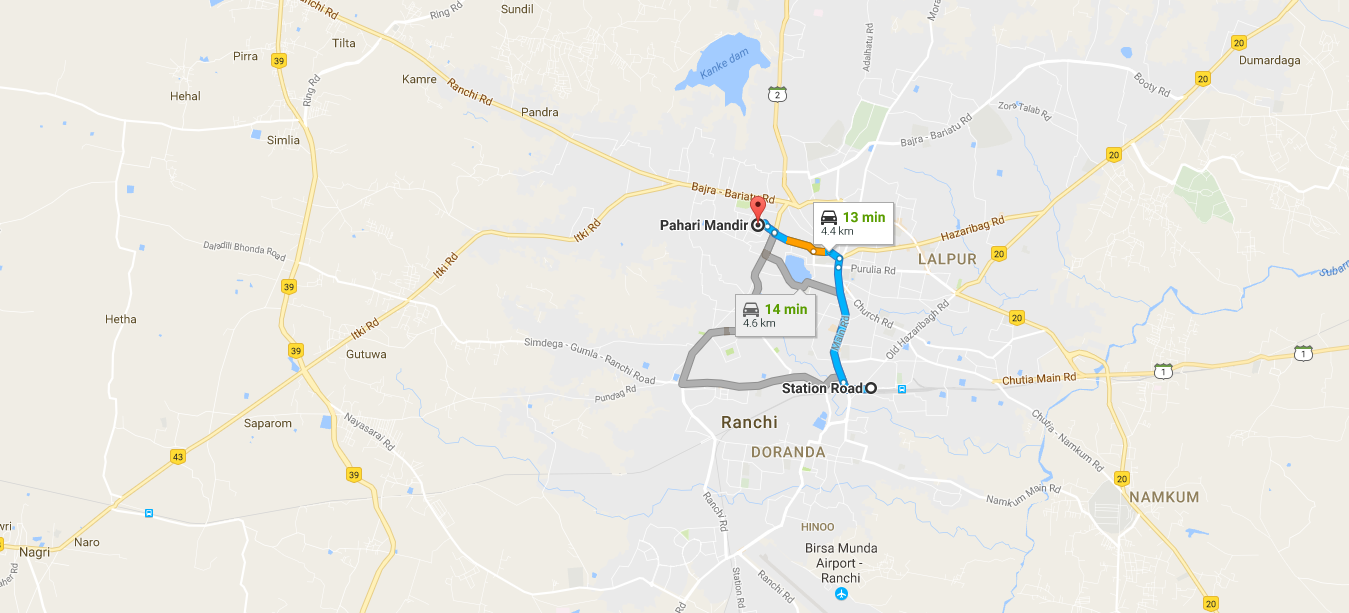 Ranchi Rd
Ring Rd
Sundil
Tilta
Pirra
39
Kamre
Ranchi Rd
Kanke dam
2
Adalhatu Rd
20
Dumardaga
20
Booty Rd
Hehal
Ring Rd
Pandra
Zora Talab Rd
Simlia
Bajra - Bariatu Rd
20
Bajra - Bariatu Rd
Pahari Mandir
13 min
4.4 km
Hazaribag Rd
Itki Rd
Itki Rd
LALPUR
20
Purulia Rd
39
14 min
4.6 km
Church Rd
Old Hazaribagh Rd
20
Hetha
Itki Rd
Main Rd
Simdega - Gumla - Ranchi Road
39
Gutuwa
1
1
Chutia Main Rd
Station Road
Pundag Rd
Ranchi
DORANDA
Saparom
Nayasarai Rd
Chutia - Namkum Rd
43
39
20
NAMKUM
Namkum Main Rd
Ranchi Rd
HINOO
Birsa Munda
Airport -
Ranchi
Naro
Nagri
Station Rd
Ranchi Rd
Rd
20